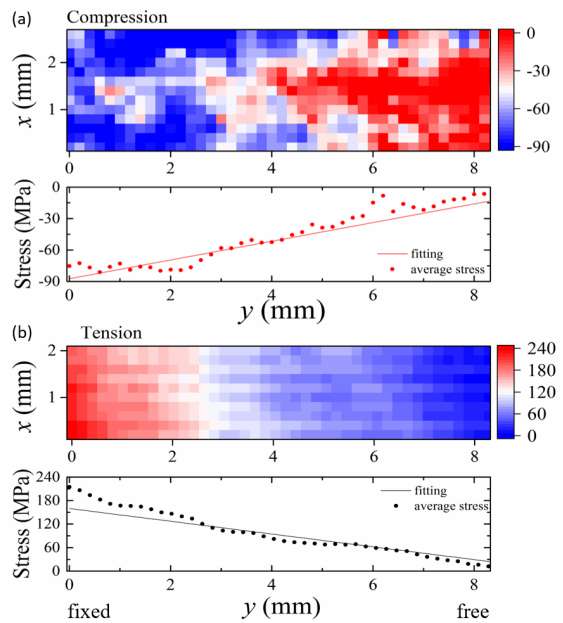 (a) Compression
x (mm)
2
1
0 2 4 6 8
0
-30
-60
-90
Stress (MPa)
0
-30
-60
-90
fitting
average stress
0 2 4 6 8
y (mm)
(b) Tension
x (mm)
2
1
0 2 4 6 8
240
180
120
60
0
Stress (MPa)
240
180
120
60
0
fitting
average stress
0 2 4 6 8
fixed y (mm) free